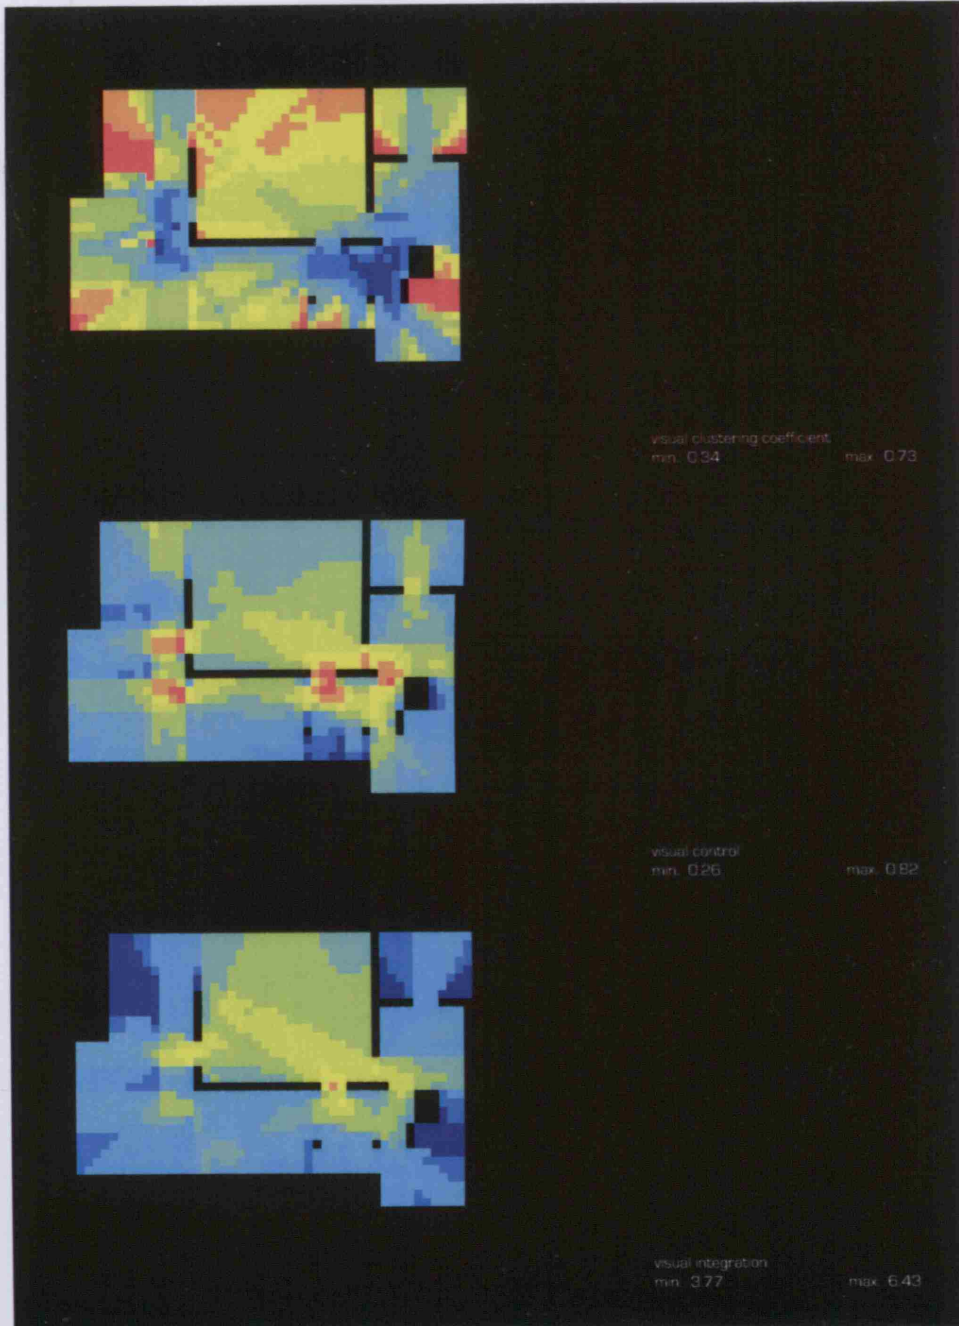 visual clustering coefficient
min. 0.34 max. 0.73
visual control
min. 0.26 max. 0.82
visual integration
min. 3.77 max. 6.43